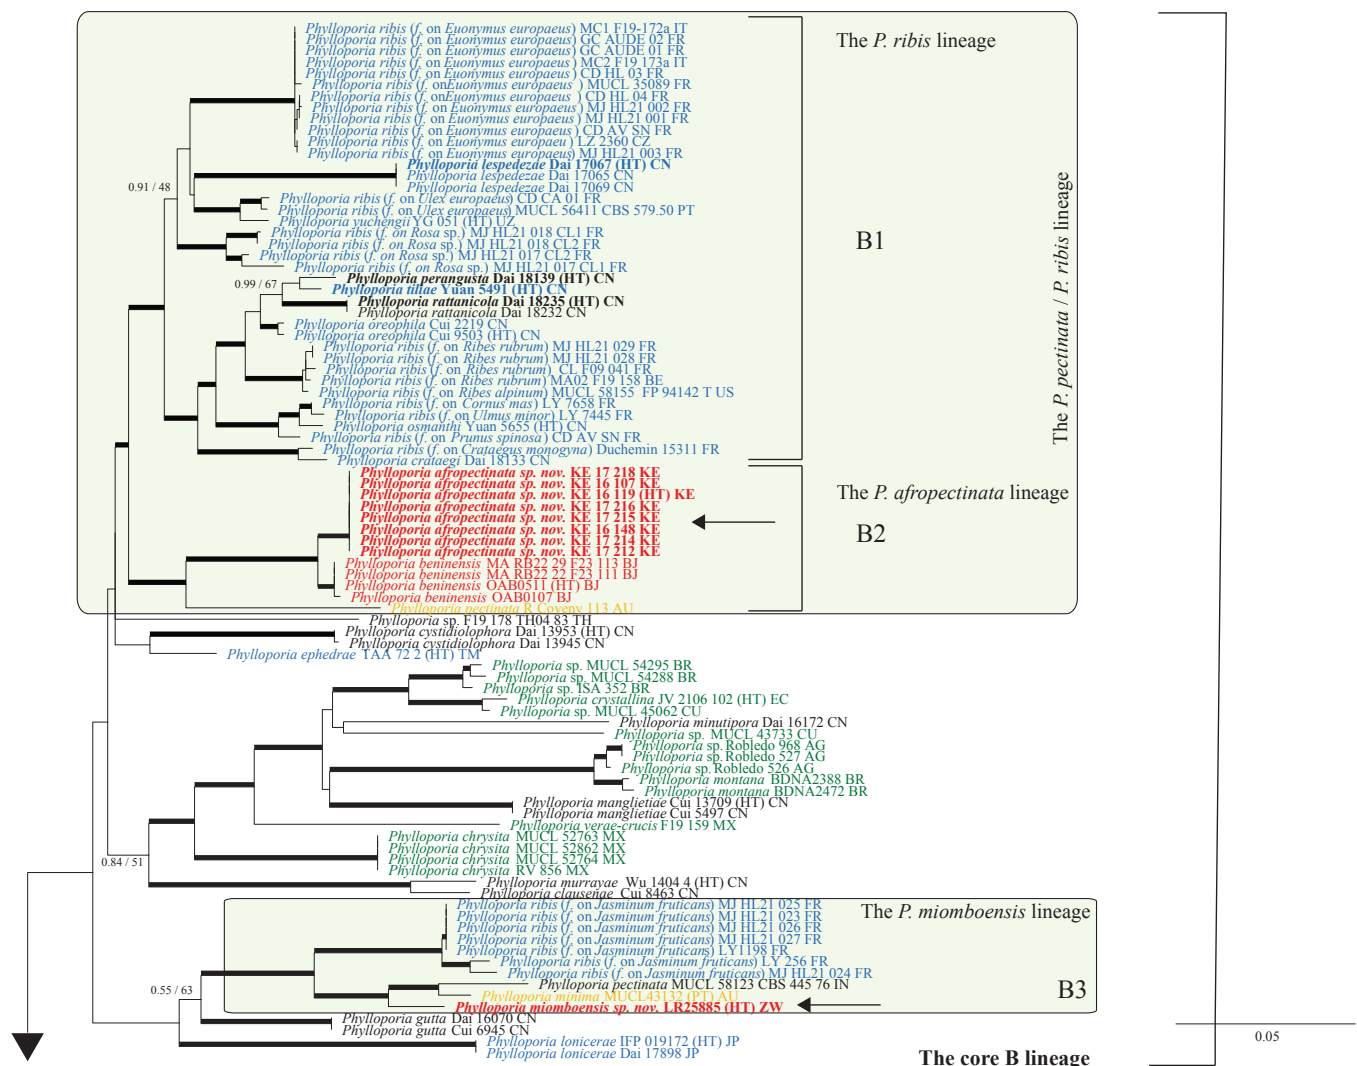 Phylloporia ribis (f. on Euonymus europaeus) MC1 F19-172a IT
Phylloporia ribis (f. on Euonymus europaeus) GC AUDE 02 FR
Phylloporia ribis (f. on Euonymus europaeus) GC AUDE 01 FR
Phylloporia ribis (f. on Euonymus europaeus) MC2 F19 173a IT
Phylloporia ribis (f. on Euonymus europaeus) CD HL 03 FR
Phylloporia ribis (f. onEuonymus europaeus ) MUCL 35089 FR
Phylloporia ribis (f. on Euonymus europaeus ) CD HL 04 FR
Phylloporia ribis (f. on Euonymus europaeus) MJ HL21 002 FR
Phylloporia ribis (f. on Euonymus europaeus) MJ HL21 001 FR
Phylloporia ribis (f. on Euonymus europaeus) CD AV SN FR
Phylloporia ribis (f. on Euonymus europaeu) LZ 2360 CZ
Phylloporia ribis (f. on Euonymus europaeus) MJ HL21 003 FR
Phylloporia lespedezae Dai 17067 (HT) CN
Phylloporia lespedezae Dai 17065 CN
Phylloporia lespedezae Dai 17069 CN
0.91 / 48
Phylloporia ribis (f. on Ulex europaeus) CD CA 01 FR
Phylloporia ribis (f. on Ulex europaeus) MUCL 56411 CBS 579.50 PT
Phylloporia yuchengii YG 051 (HT) UZ
Phylloporia ribis (f. on Rosa sp.) MJ HL21 018 CL1 FR
Phylloporia ribis (f. on Rosa sp.) MJ HL21 018 CL2 FR
Phylloporia ribis (f. on Rosa sp.) MJ HL21 017 CL2 FR
Phylloporia ribis (f. on Rosa sp.) MJ HL21 017 CL1 FR
Phylloporia perangusta Dai 18139 (HT) CN
0.99 / 67
Phylloporia tiliae Yuan 5491 (HT) CN
Phylloporia rattanicola Dai 18235 (HT) CN
Phylloporia rattanicola Dai 18232 CN
Phylloporia oreophila Cui 2219 CN
Phylloporia oreophila Cui 9503 (HT) CN
Phylloporia ribis (f. on Ribes rubrum) MJ HL21 029 FR
Phylloporia ribis (f. on Ribes rubrum) MJ HL21 028 FR
Phylloporia ribis (f. on Ribes rubrum) CL F09 041 FR
Phylloporia ribis (f. on Ribes rubrum) MA02 F19 158 BE
Phylloporia ribis (f. on Ribes alpinum) MUCL 58155 FP 94142 T US
Phylloporia ribis (f. on Cornus mas) LY 7658 FR
Phylloporia ribis (f. on Ulmus minor) LY 7445 FR
Phylloporia osmanthi Yuan 5655 (HT) CN
Phylloporia ribis (f. on Prunus spinosa) CD AV SN FR
Phylloporia ribis (f. on Crataegus monogyna) Duchemin 15311 FR
Phylloporia crataegi Dai 18133 CN
The P. ribis lineage
B1
The P. pectinata / P. ribis lineage
Phylloporia afropectinata sp. nov. KE 17 218 KE
Phylloporia afropectinata sp. nov. KE 16 107 KE
Phylloporia afropectinata sp. nov. KE 16 119 (HT) KE
Phylloporia afropectinata sp. nov. KE 17 216 KE
Phylloporia afropectinata sp. nov. KE 17 215 KE
Phylloporia afropectinata sp. nov. KE 16 148 KE
Phylloporia afropectinata sp. nov. KE 17 214 KE
Phylloporia afropectinata sp. nov. KE 17 212 KE
Phylloporia beninensis MA RB22 29 F23 113 BJ
Phylloporia beninensis MA RB22 22 F23 111 BJ
Phylloporia beninensis OAB0511 (HT) BJ
Phylloporia beninensis OAB0107 BJ
Phylloporia pectinata R Coveny 113 AU
The P. afropectinata lineage
B2
Phylloporia sp. F19 178 TH04 83 TH
Phylloporia cystidiolophora Dai 13953 (HT) CN
Phylloporia cystidiolophora Dai 13945 CN
Phylloporia ephedrae TAA 72 2 (HT) TM
Phylloporia sp. MUCL 54295 BR
Phylloporia sp. MUCL 54288 BR
Phylloporia sp. ISA 352 BR
Phylloporia crystallina JV 2106 102 (HT) EC
Phylloporia sp. MUCL 45062 CU
Phylloporia minutipora Dai 16172 CN
Phylloporia sp. MUCL 43733 CU
Phylloporia sp. Robledo 968 AG
Phylloporia sp. Robledo 527 AG
Phylloporia sp. Robledo 526 AG
Phylloporia montana BDNA2388 BR
Phylloporia montana BDNA2472 BR
Phylloporia manglietiae Cui 13709 (HT) CN
Phylloporia manglietiae Cui 5497 CN
Phylloporia verae-crucis F19 159 MX
Phylloporia chrysita MUCL 52763 MX
Phylloporia chrysita MUCL 52862 MX
Phylloporia chrysita MUCL 52764 MX
Phylloporia chrysita RV 856 MX
0.84 / 51
Phylloporia murrayae Wu 1404 4 (HT) CN
Phylloporia clausenae Cui 8463 CN
Phylloporia ribis (f. on Jasminum fruticans) MJ HL21 025 FR
Phylloporia ribis (f. on Jasminum fruticans) MJ HL21 023 FR
Phylloporia ribis (f. on Jasminum fruticans) MJ HL21 026 FR
Phylloporia ribis (f. on Jasminum fruticans) MJ HL21 027 FR
Phylloporia ribis (f. on Jasminum fruticans) LY1198 FR
Phylloporia ribis (f. on Jasminum fruticans) LY 256 FR
Phylloporia ribis (f. on Jasminum fruticans) MJ HL21 024 FR
Phylloporia pectinata MUCL 58123 CBS 445 76 IN
Phylloporia minima MUCL43132 (PT) AU
Phylloporia miomboensis sp. nov. LR25885 (HT) ZW
The P. miomboensis lineage
B3
0.55 / 63
Phylloporia gutta Dai 16070 CN
Phylloporia gutta Cui 6945 CN
Phylloporia lonicerae IFP 019172 (HT) JP
Phylloporia lonicerae Dai 17898 JP
The core B lineage
0.05